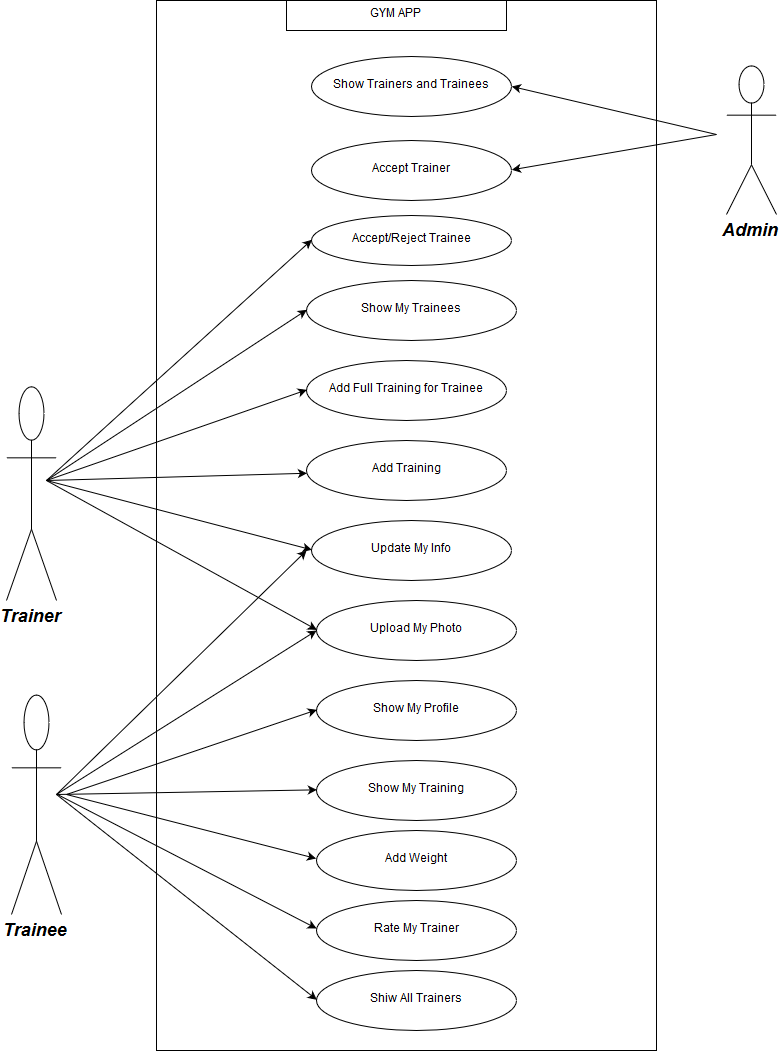 GYM APP
Show Trainers and Trainees
Accept Trainer
Admin
Accept/Reject Trainee
Show My Trainees
Add Full Training for Trainee
Add Training
Update My Info
Trainer
Upload My Photo
Show My Profile
Show My Training
Add Weight
Trainee
Rate My Trainer
Shiw All Trainers